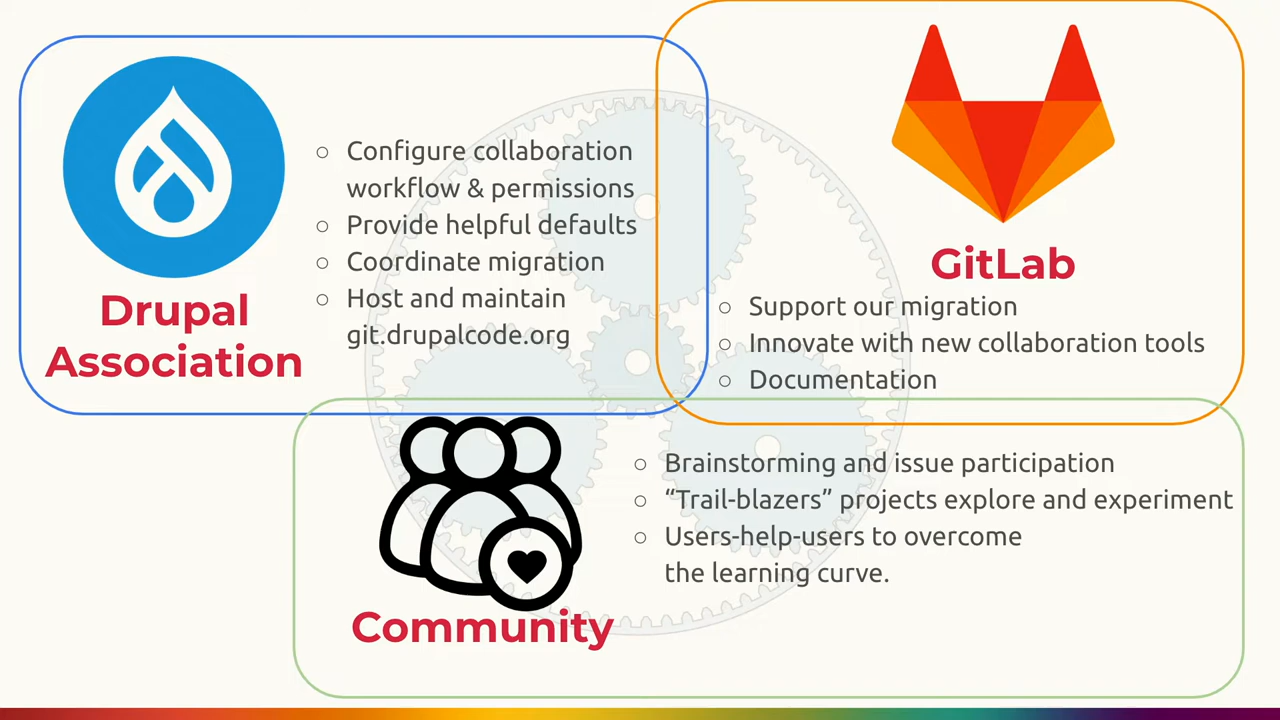 Drupal
Association
○ Configure collaboration
workflow & permissions
○ Provide helpful defaults
○ Coordinate migration
○ Host and maintain
git.drupalcode.org
GitLab
○ Support our migration
○ Innovate with new collaboration tools
○ Documentation
Community
○ Brainstorming and issue participation
○ “Trail-blazers” projects explore and experiment
○ Users-help-users to overcome
the learning curve.